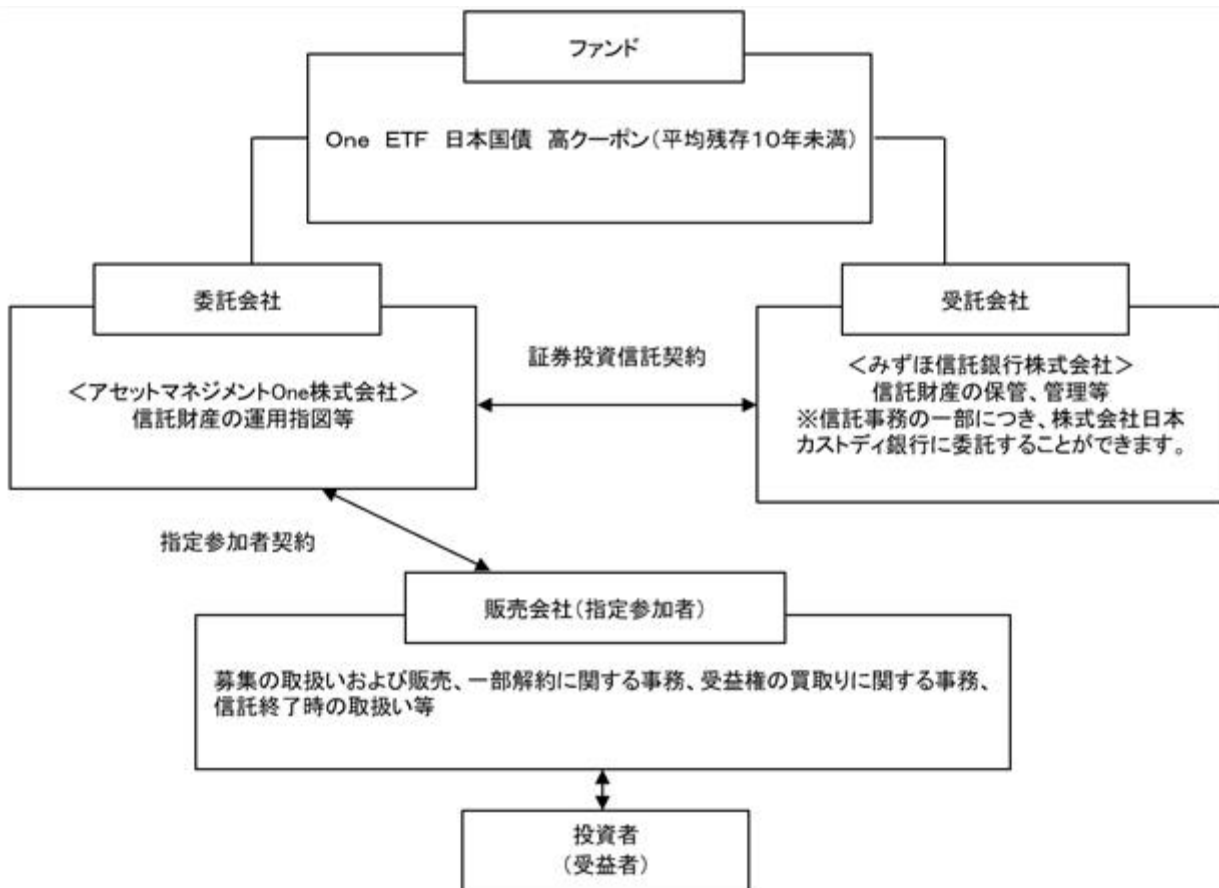 ファンド
One ETF 日本国債 高クーポン(平均残存10年未満)
委託会社
<アセットマネジメントOne株式会社>
信託財産の運用指図等
証券投資信託契約
受託会社
<みずほ信託銀行株式会社>
信託財産の保管、管理等
※信託事務の一部につき、株式会社日本
カストディ銀行に委託することができます。
指定参加者契約
販売会社(指定参加者)
募集の取扱いおよび販売、一部解約に関する事務、受益権の買取りに関する事務、
信託終了時の取扱い等
投資者
(受益者)